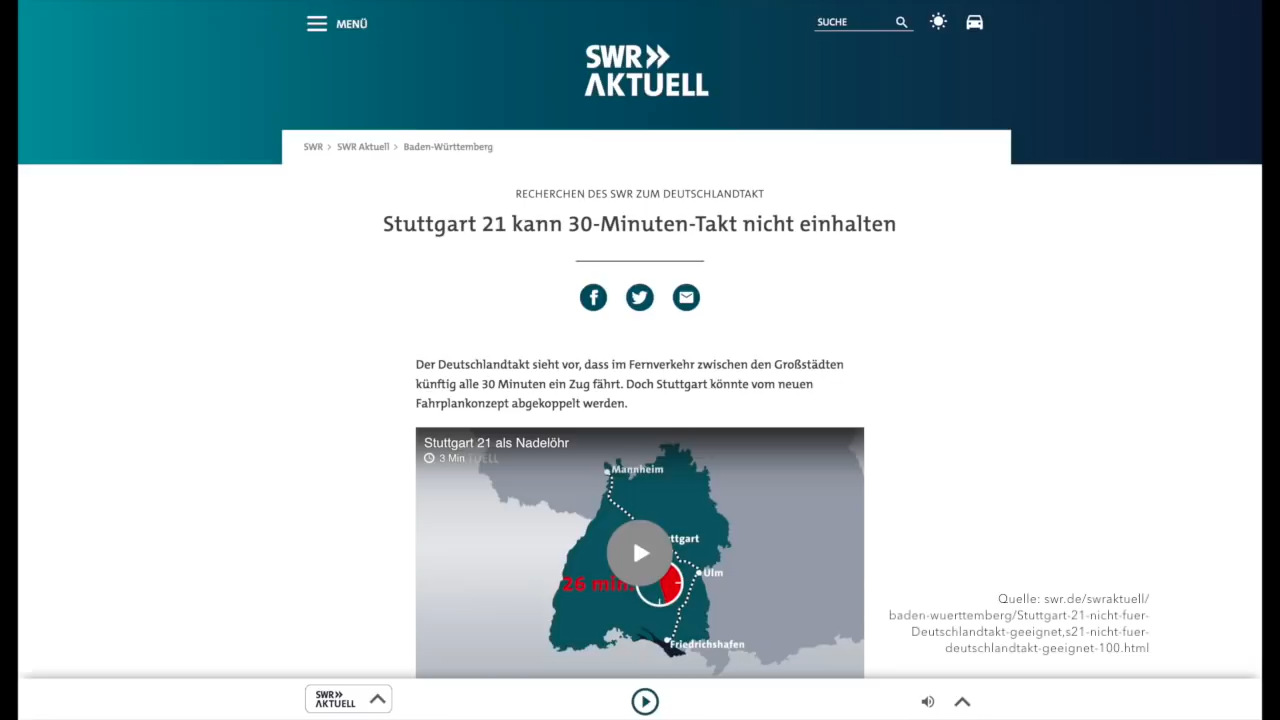 MENÜ
SUCHE
SWR»
AKTUELL
SWR > SWR Aktuell > Baden-Württemberg
RECHERCHEN DES SWR ZUM DEUTSCHLANDTAKT
Stuttgart 21 kann 30-Minuten-Takt nicht einhalten
Der Deutschlandtakt sieht vor, dass im Fernverkehr zwischen den Großstädten
künftig alle 30 Minuten ein Zug fährt. Doch Stuttgart könnte vom neuen
Fahrplankonzept abgekoppelt werden.
Stuttgart 21 als Nadelöhr
3 Min
Mannheim
ttgart
Ulm
26 min.
Friedrichshafen
Quelle: swr.de/swraktuell/
baden-wuerttemberg/Stuttgart-21-nicht-fuer-
Deutschlandtakt-geeignet,s21-nicht-fuer-
deutschlandtakt-geeignet-100.html
SWR»
AKTUELL